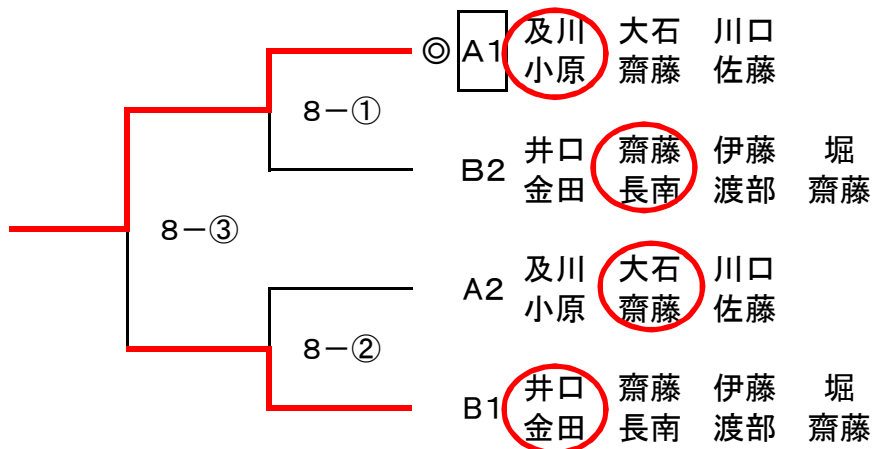 ◎ A1 及川 大石 川口
小原 齋藤 佐藤
8-①
B2 井口 齋藤 伊藤 堀
金田 長南 渡部 齋藤
8-③
A2 及川 大石 川口
小原 齋藤 佐藤
8-②
B1 井口 齋藤 伊藤 堀
金田 長南 渡部 齋藤